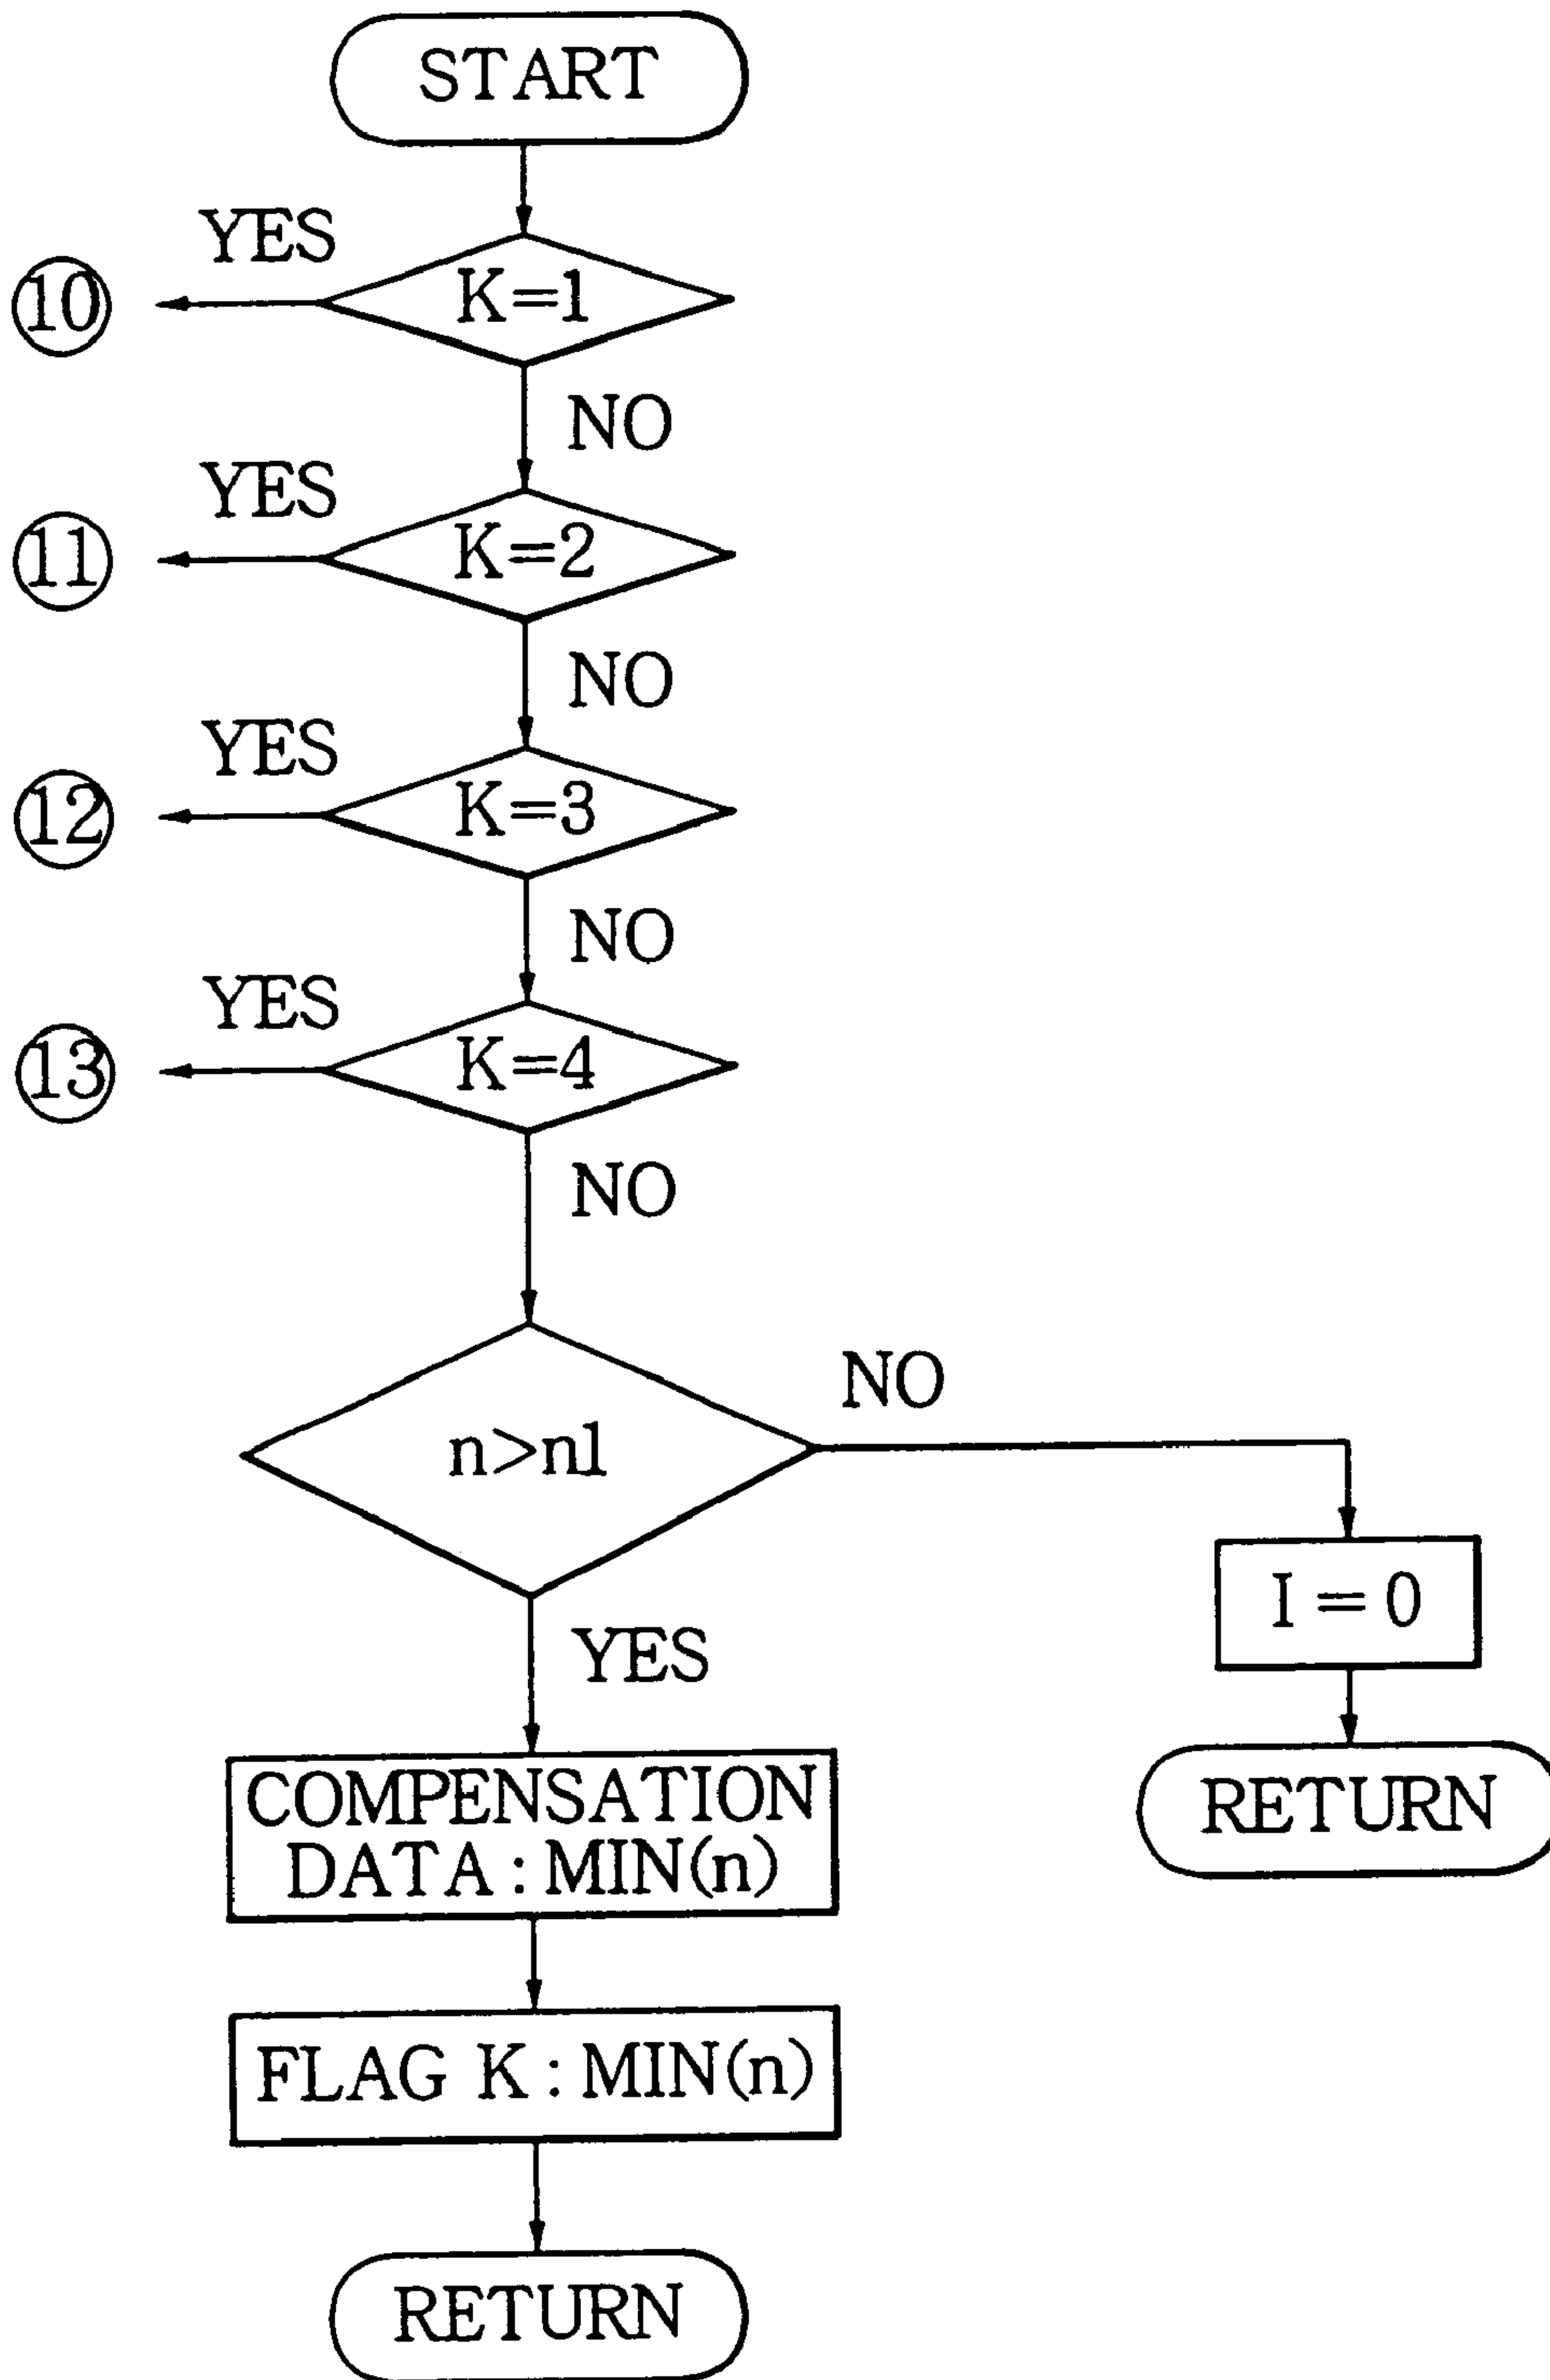 START
YES
10
K=1
NO
YES
11
K=2
NO
YES
12
K=3
NO
YES
13
K=4
NO
n>n1
NO
I = 0
RETURN
YES
COMPENSATION
DATA : MIN(n)
FLAG K : MIN(n)
RETURN